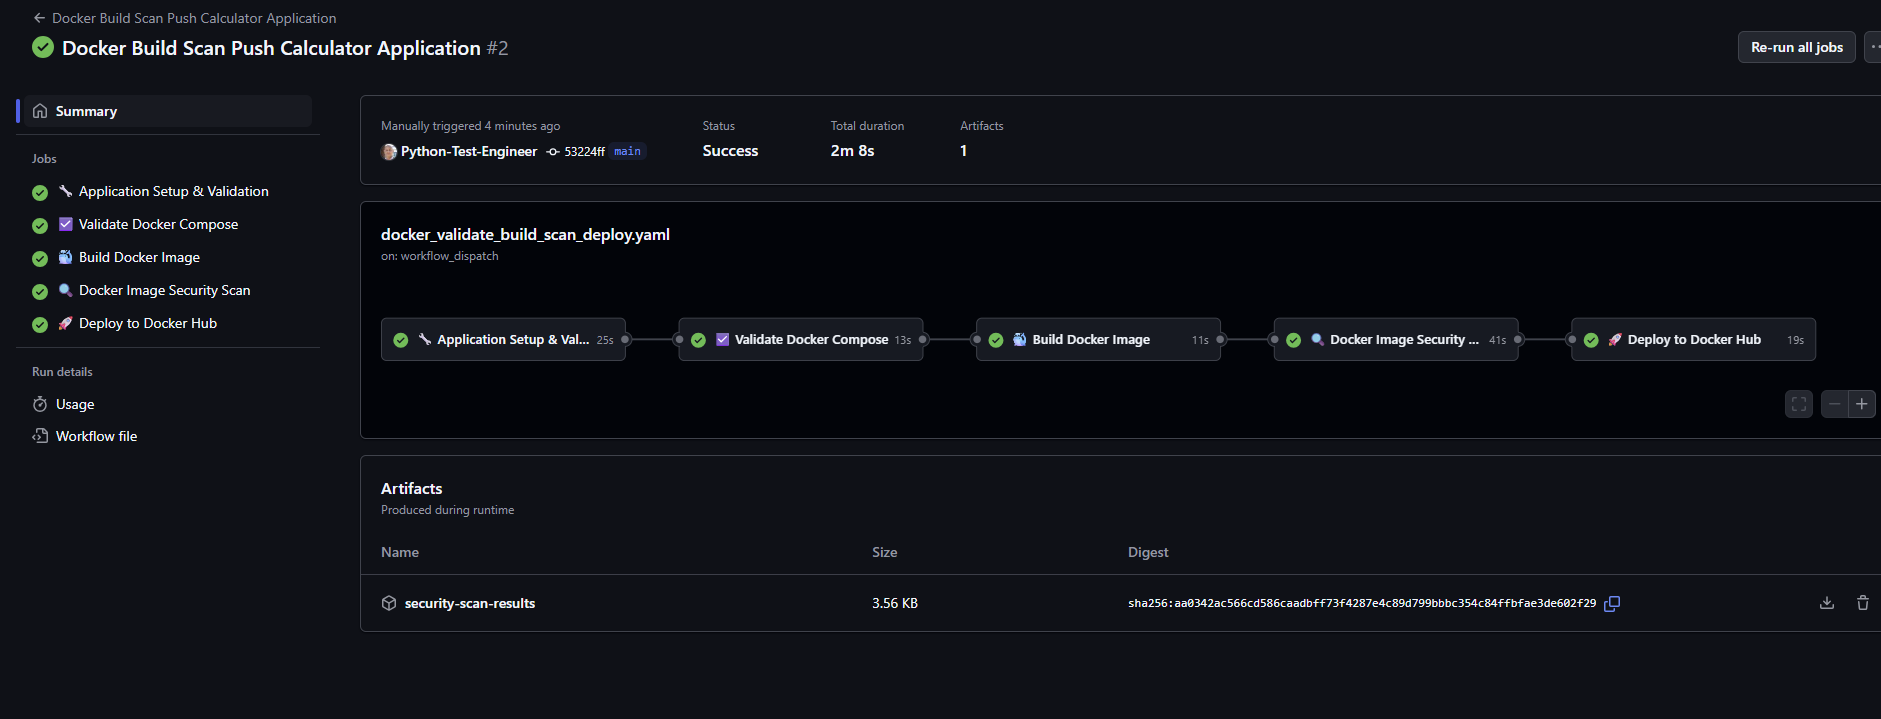 Docker Build Scan Push Calculator Application
Docker Build Scan Push Calculator Application #2
Re-run all jobs
Summary
Jobs
Application Setup & Validation
Validate Docker Compose
Build Docker Image
Docker Image Security Scan
Deploy to Docker Hub
Run details
Usage
Workflow file
Manually triggered 4 minutes ago
Python-Test-Engineer 53224ff main
Status
Success
Total duration
2m 8s
Artifacts
1
docker_validate_build_scan_deploy.yaml
on: workflow_dispatch
Application Setup & Val... 25s
Validate Docker Compose 13s
Build Docker Image 11s
Docker Image Security ... 41s
Deploy to Docker Hub 19s
Artifacts
Produced during runtime
Name Size Digest
security-scan-results 3.56 KB sha256:aa0342ac566cd586caadbff73f4287e4c89d799bbbc354c84ffbfae3de602f29